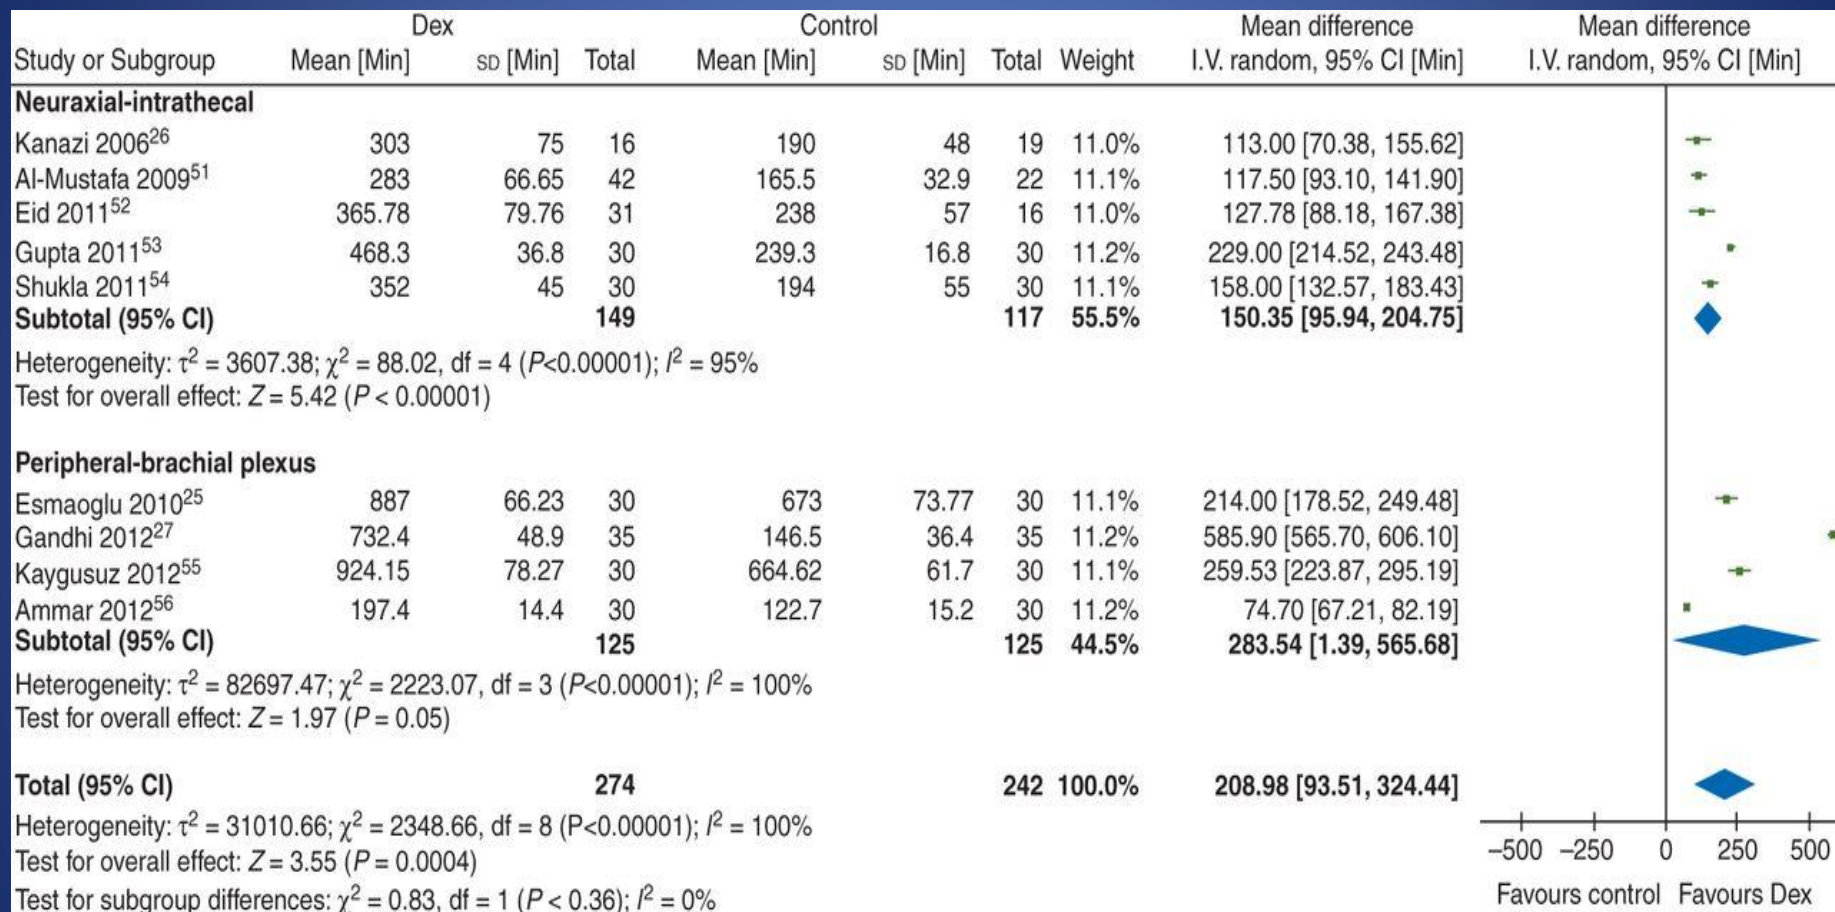 Dex Control Mean difference Mean difference
Study or Subgroup Mean [Min] SD [Min] Total Mean [Min] SD [Min] Total Weight I.V. random, 95% CI [Min] I.V. random, 95% CI [Min]
Neuraxial-intrathecal
Kanazi 2006²⁶ 303 75 16 190 48 19 11.0% 113.00 [70.38, 155.62]
Al-Mustafa 2009⁵¹ 283 66.65 42 165.5 32.9 22 11.1% 117.50 [93.10, 141.90]
Eid 2011⁵² 365.78 79.76 31 238 57 16 11.0% 127.78 [88.18, 167.38]
Gupta 2011⁵³ 468.3 36.8 30 239.3 16.8 30 11.2% 229.00 [214.52, 243.48]
Shukla 2011⁵⁴ 352 45 30 194 55 30 11.1% 158.00 [132.57, 183.43]
Subtotal (95% CI) 149 117 55.5% 150.35 [95.94, 204.75]
Heterogeneity: τ² = 3607.38; χ² = 88.02, df = 4 (P<0.00001); I² = 95%
Test for overall effect: Z = 5.42 (P < 0.00001)
Peripheral-brachial plexus
Esmaoglu 2010²⁵ 887 66.23 30 673 73.77 30 11.1% 214.00 [178.52, 249.48]
Gandhi 2012²⁷ 732.4 48.9 35 146.5 36.4 35 11.2% 585.90 [565.70, 606.10]
Kaygusuz 2012⁵⁵ 924.15 78.27 30 664.62 61.7 30 11.1% 259.53 [223.87, 295.19]
Ammar 2012⁵⁶ 197.4 14.4 30 122.7 15.2 30 11.2% 74.70 [67.21, 82.19]
Subtotal (95% CI) 125 125 44.5% 283.54 [1.39, 565.68]
Heterogeneity: τ² = 82697.47; χ² = 2223.07, df = 3 (P<0.00001); I² = 100%
Test for overall effect: Z = 1.97 (P = 0.05)
Total (95% CI) 274 242 100.0% 208.98 [93.51, 324.44]
Heterogeneity: τ² = 31010.66; χ² = 2348.66, df = 8 (P<0.00001); I² = 100%
Test for overall effect: Z = 3.55 (P = 0.0004)
Test for subgroup differences: χ² = 0.83, df = 1 (P < 0.36); I² = 0%
–500 –250 0 250 500
Favours control Favours Dex